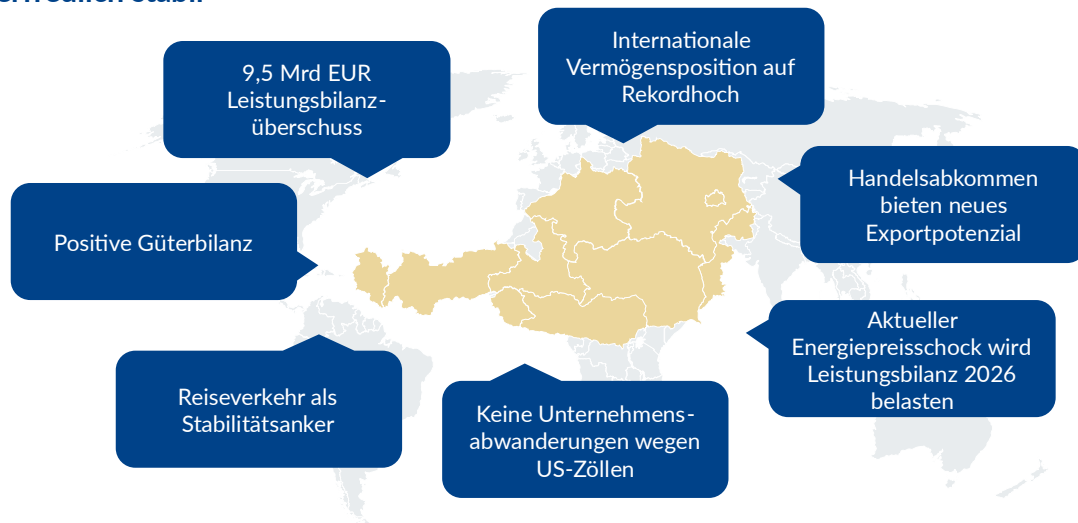 9,5 Mrd EUR
Leistungsbilanz-
überschuss
Internationale
Vermögensposition auf
Rekordhoch
Positive Güterbilanz
Handelsabkommen
bieten neues
Exportpotenzial
Reiseverkehr als
Stabilitätsanker
Keine Unternehmens-
abwanderungen wegen
US-Zöllen
Aktueller
Energiepreisschock wird
Leistungsbilanz 2026
belasten